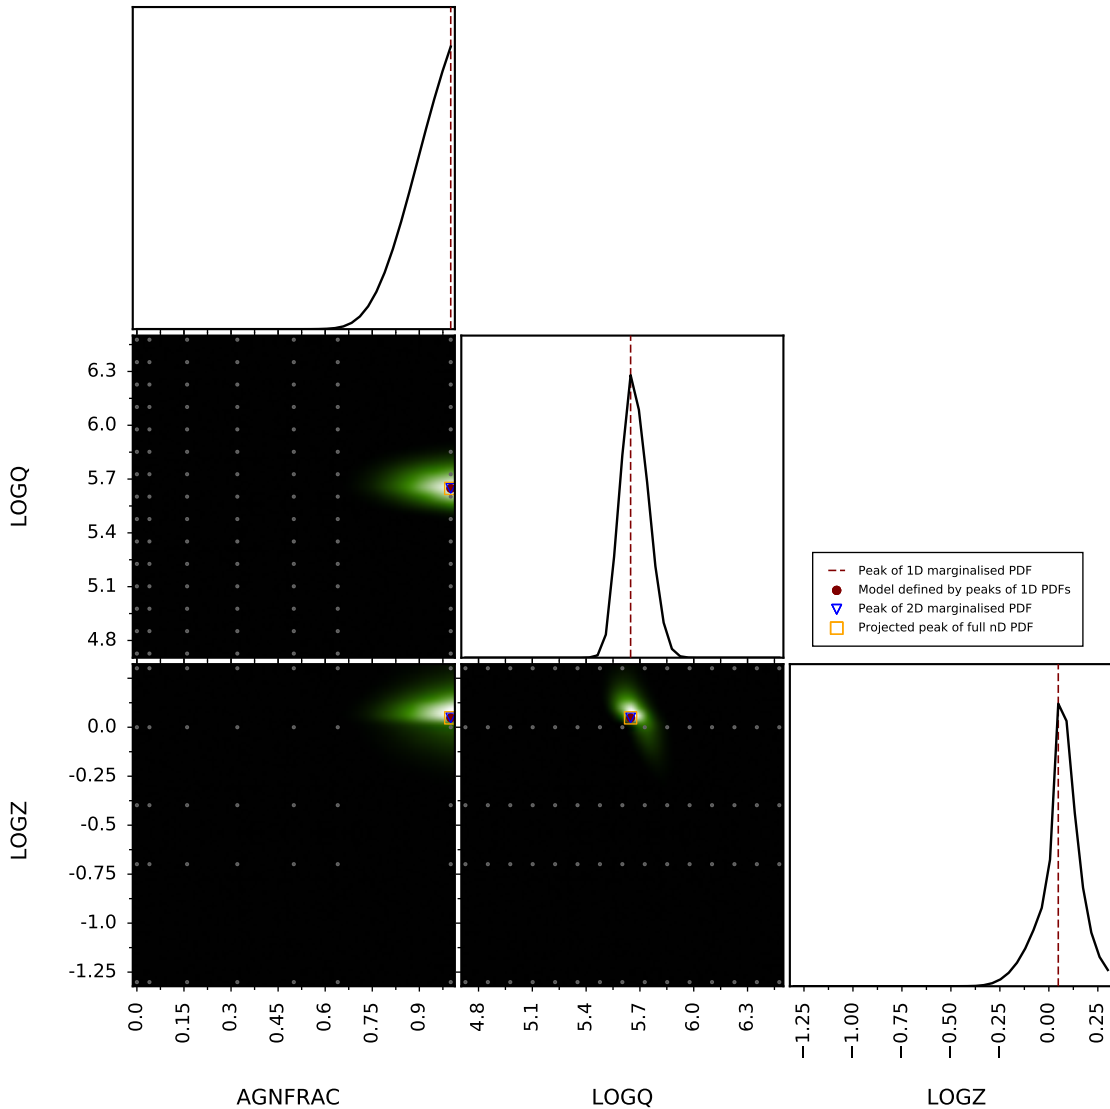 6.3
6.0
5.7
5.4
5.1
4.8
LOGQ
Peak of 1D marginalised PDF
Model defined by peaks of 1D PDFs
Peak of 2D marginalised PDF
Projected peak of full nD PDF
0.0
-0.25
-0.5
-0.75
-1.0
-1.25
LOGZ
0.0 0.15 0.3 0.45 0.6 0.75 0.9
4.8 5.1 5.4 5.7 6.0 6.3
−1.25 −1.00 −0.75 −0.50 −0.25 0.00 0.25
AGNFRAC LOGQ LOGZ